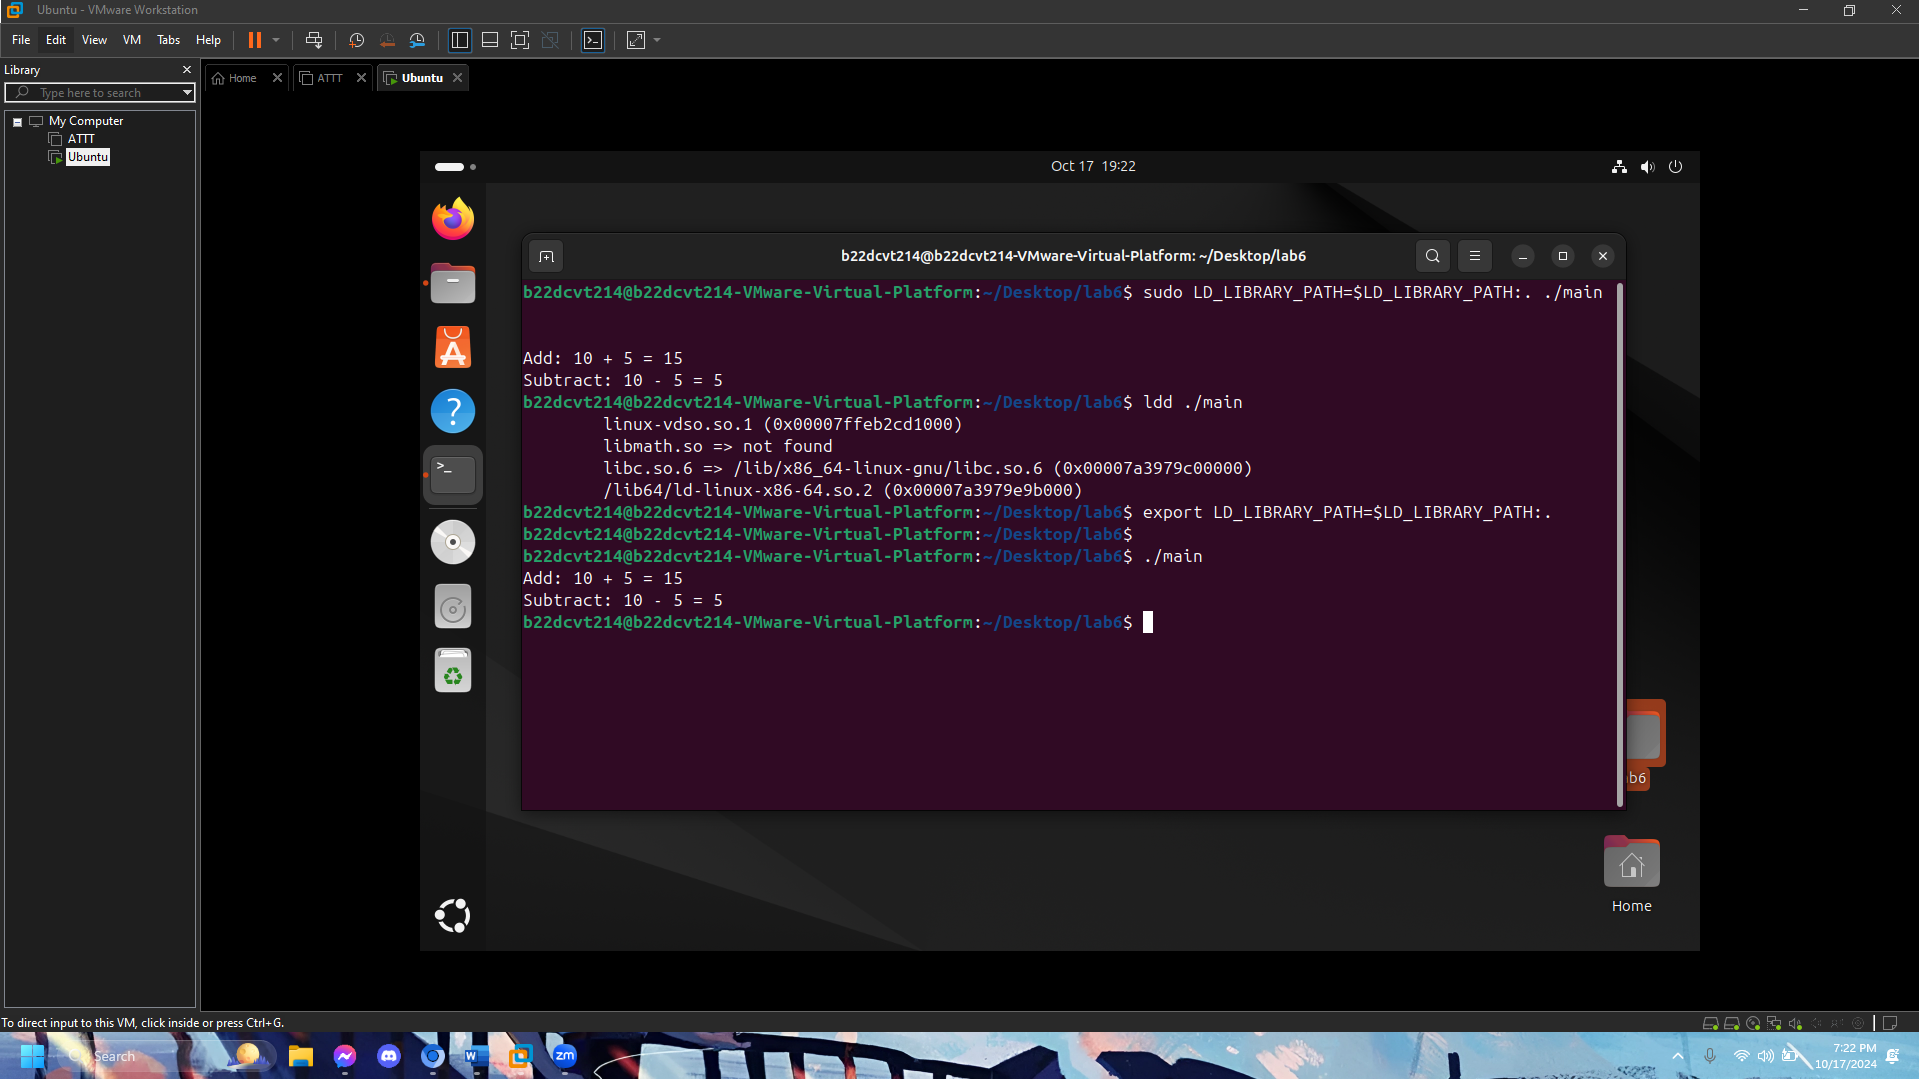 Ubuntu - VMware Workstation
File Edit View VM Tabs Help
Library
Type here to search
My Computer
ATTT
Ubuntu
Home
ATTT
Ubuntu
Oct 17 19:22
b22dcvt214@b22dcvt214-VMware-Virtual-Platform: ~/Desktop/lab6
b22dcvt214@b22dcvt214-VMware-Virtual-Platform:~/Desktop/lab6$ sudo LD_LIBRARY_PATH=$LD_LIBRARY_PATH:. ./main
Add: 10 + 5 = 15
Subtract: 10 - 5 = 5
b22dcvt214@b22dcvt214-VMware-Virtual-Platform:~/Desktop/lab6$ ldd ./main
linux-vdso.so.1 (0x00007ffeb2cd1000)
libmath.so => not found
libc.so.6 => /lib/x86_64-linux-gnu/libc.so.6 (0x00007a3979c00000)
/lib64/ld-linux-x86-64.so.2 (0x00007a3979e9b000)
b22dcvt214@b22dcvt214-VMware-Virtual-Platform:~/Desktop/lab6$ export LD_LIBRARY_PATH=$LD_LIBRARY_PATH:.
b22dcvt214@b22dcvt214-VMware-Virtual-Platform:~/Desktop/lab6$
b22dcvt214@b22dcvt214-VMware-Virtual-Platform:~/Desktop/lab6$ ./main
Add: 10 + 5 = 15
Subtract: 10 - 5 = 5
b22dcvt214@b22dcvt214-VMware-Virtual-Platform:~/Desktop/lab6$
ab6
Home
To direct input to this VM, click inside or press Ctrl+G.
Search
zm
7:22 PM
10/17/2024